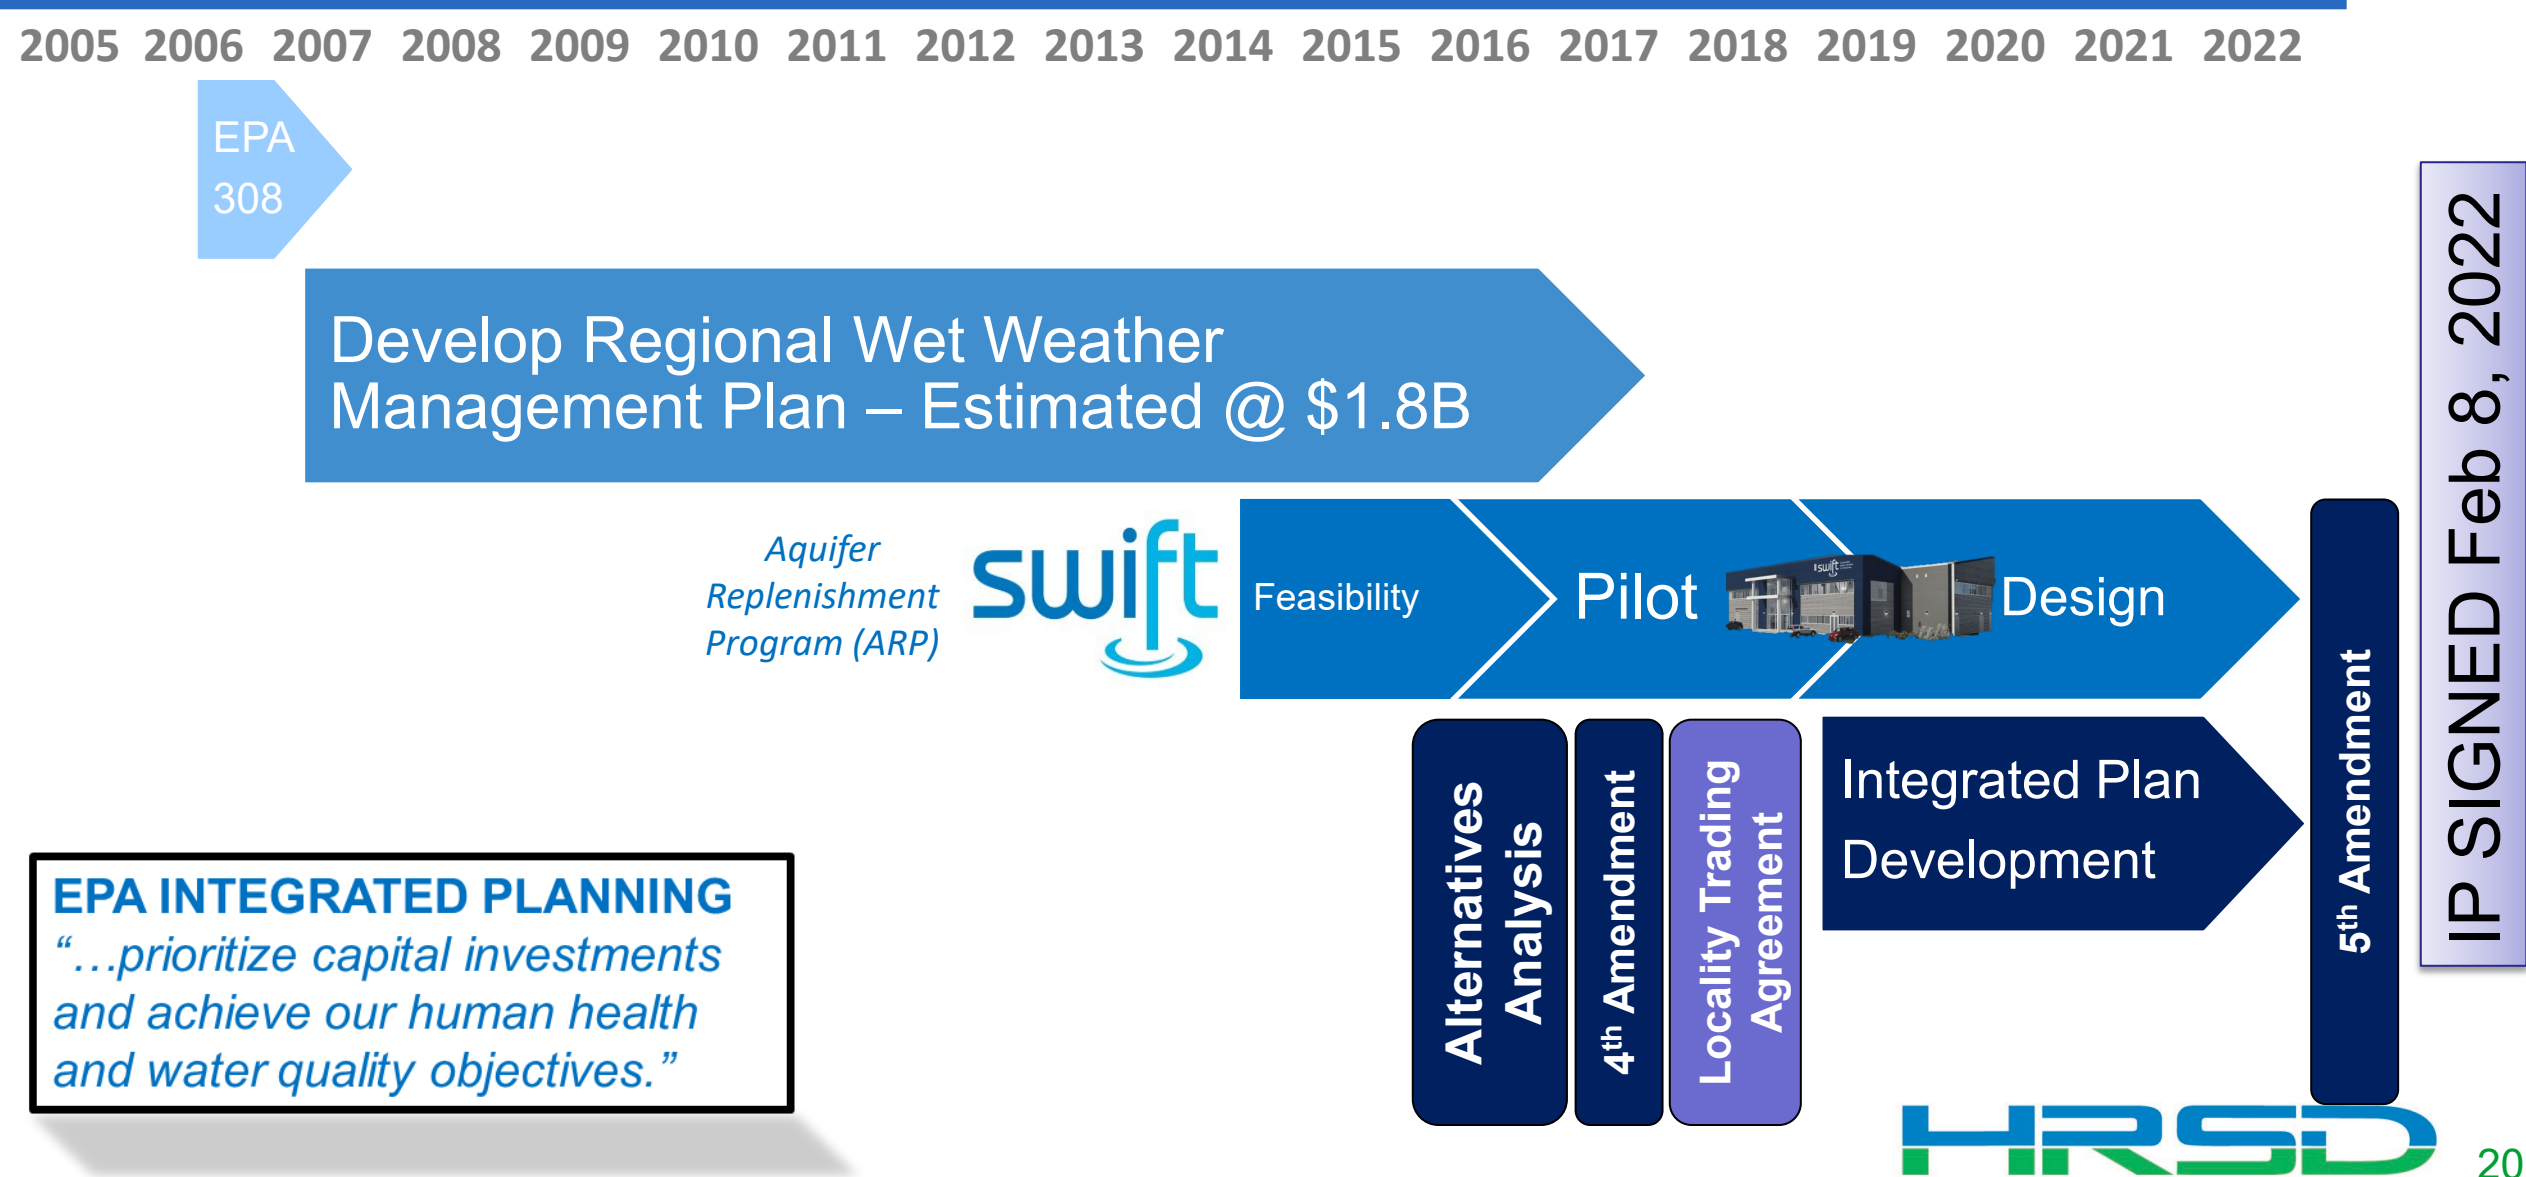 2005 2006 2007 2008 2009 2010 2011 2012 2013 2014 2015 2016 2017 2018 2019 2020 2021 2022
EPA
308
Develop Regional Wet Weather
Management Plan – Estimated @ $1.8B
Aquifer
Replenishment
Program (ARP)
swift
Feasibility
Pilot
swift
Design
Alternatives
Analysis
4th Amendment
Locality Trading
Agreement
Integrated Plan
Development
5th Amendment
IP SIGNED Feb 8, 2022
EPA INTEGRATED PLANNING
“…prioritize capital investments
and achieve our human health
and water quality objectives.”
HRSD
20